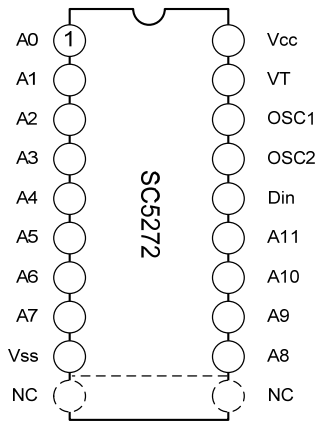 A0 1 Vcc
A1 VT
A2 OSC1
A3 OSC2
A4 Din
A5 A11
A6 A10
A7 A9
Vss A8
NC NC
SC5272